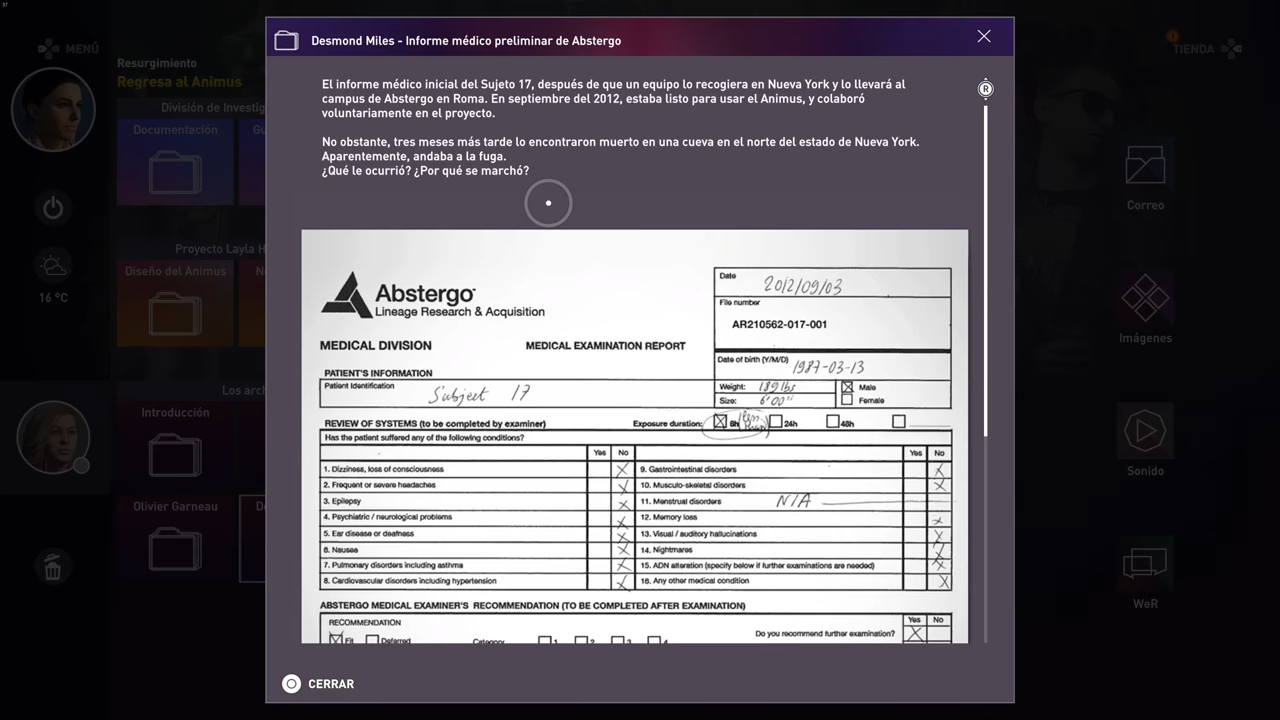 37
Desmond Miles - Informe médico preliminar de Abstergo
MENÚ
TIENDA
Resurgimiento
Regresa al Animus
División de Investig
Documentación
Gu
Proyecto Layla H
Diseño del Animus
N
16 °C
Los arch
Introducción
Olivier Garneau
De
El informe médico inicial del Sujeto 17, después de que un equipo lo recogiera en Nueva York y lo llevará al
campus de Abstergo en Roma. En septiembre del 2012, estaba listo para usar el Animus, y colaboró
voluntariamente en el proyecto.
No obstante, tres meses más tarde lo encontraron muerto en una cueva en el norte del estado de Nueva York.
Aparentemente, andaba a la fuga.
¿Qué le ocurrió? ¿Por qué se marchó?
R
Abstergo
Lineage Research & Acquisition
Date 2012/09/03
File number
AR210562-017-001
MEDICAL DIVISION MEDICAL EXAMINATION REPORT
Date of birth (Y/M/D) 1987-03-13
PATIENT'S INFORMATION
Patient Identification Subject 17
Weight: 189 lbs Male
Size: 6'00" Female
REVIEW OF SYSTEMS (to be completed by examiner) Exposure duration: 8h 24h 48h
Has the patient suffered any of the following conditions?
Yes No Yes No
1. Dizziness, loss of consciousness 9. Gastrointestinal disorders
2. Frequent or severe headaches 10. Musculo-skeletal disorders
3. Epilepsy 11. Menstrual disorders N/A
4. Psychiatric / neurological problems 12. Memory loss
5. Ear disease or deafness 13. Visual / auditory hallucinations
6. Nausea 14. Nightmares
7. Pulmonary disorders including asthma 15. ADN alteration (specify below if further examinations are needed)
8. Cardiovascular disorders including hypertension 16. Any other medical condition
ABSTERGO MEDICAL EXAMINER'S RECOMMENDATION (TO BE COMPLETED AFTER EXAMINATION)
RECOMMENDATION Yes No
Fit Deferred Category 1 2 3 4 Do you recommend further examination?
Correo
Imágenes
Sonido
WeR
CERRAR